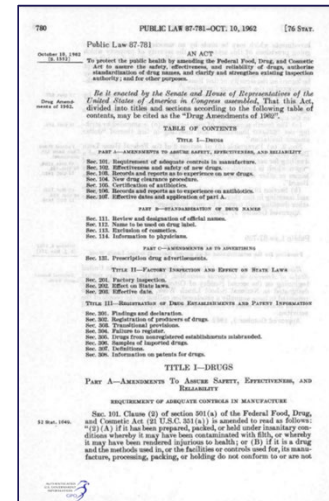 780 PUBLIC LAW 87-781-OCT. 10, 1962 [76 STAT.
Public Law 87-781
October 10, 1962
[S. 1552]
AN ACT
To protect the public health by amending the Federal Food, Drug, and Cosmetic
Act to assure the safety, effectiveness, and reliability of drugs, authorize
standardization of drug names, and clarify and strengthen existing inspection
authority; and for other purposes.
Drug Amend-
ments of 1962.
Be it enacted by the Senate and House of Representatives of the
United States of America in Congress assembled, That this Act,
divided into titles and sections according to the following table of
contents, may be cited as the "Drug Amendments of 1962".
TABLE OF CONTENTS
TITLE I—DRUGS
PART A—AMENDMENTS TO ASSURE SAFETY, EFFECTIVENESS, AND RELIABILITY
Sec. 101. Requirement of adequate controls in manufacture.
Sec. 102. Effectiveness and safety of new drugs.
Sec. 103. Records and reports as to experience on new drugs.
Sec. 104. New drug clearance procedure.
Sec. 105. Certification of antibiotics.
Sec. 106. Records and reports as to experience on antibiotics.
Sec. 107. Effective dates and application of part A.
PART B—STANDARDIZATION OF DRUG NAMES
Sec. 111. Review and designation of official names.
Sec. 112. Name to be used on drug label.
Sec. 113. Exclusion of cosmetics.
Sec. 114. Information to physicians.
PART C—AMENDMENTS AS TO ADVERTISING
Sec. 131. Prescription drug advertisements.
TITLE II—FACTORY INSPECTION AND EFFECT ON STATE LAWS
Sec. 201. Factory inspection.
Sec. 202. Effect on State laws.
Sec. 203. Effective date.
TITLE III—REGISTRATION OF DRUG ESTABLISHMENTS AND PATENT INFORMATION
Sec. 301. Findings and declaration.
Sec. 302. Registration of producers of drugs.
Sec. 303. Transitional provisions.
Sec. 304. Failure to register.
Sec. 305. Drugs from unregistered establishments misbranded.
Sec. 306. Samples of imported drugs.
Sec. 307. Definitions.
Sec. 308. Information on patents for drugs.
TITLE I—DRUGS
PART A—AMENDMENTS TO ASSURE SAFETY, EFFECTIVENESS, AND
RELIABILITY
REQUIREMENT OF ADEQUATE CONTROLS IN MANUFACTURE
52 Stat. 1049.
SEC. 101. Clause (2) of section 501(a) of the Federal Food, Drug,
and Cosmetic Act (21 U.S.C. 351(a)) is amended to read as follows:
"(2) (A) if it has been prepared, packed, or held under insanitary con-
ditions whereby it may have been contaminated with filth, or whereby
it may have been rendered injurious to health; or (B) if it is a drug
and the methods used in, or the facilities or controls used for, its manu-
facture, processing, packing, or holding do not conform to or are not
GPO